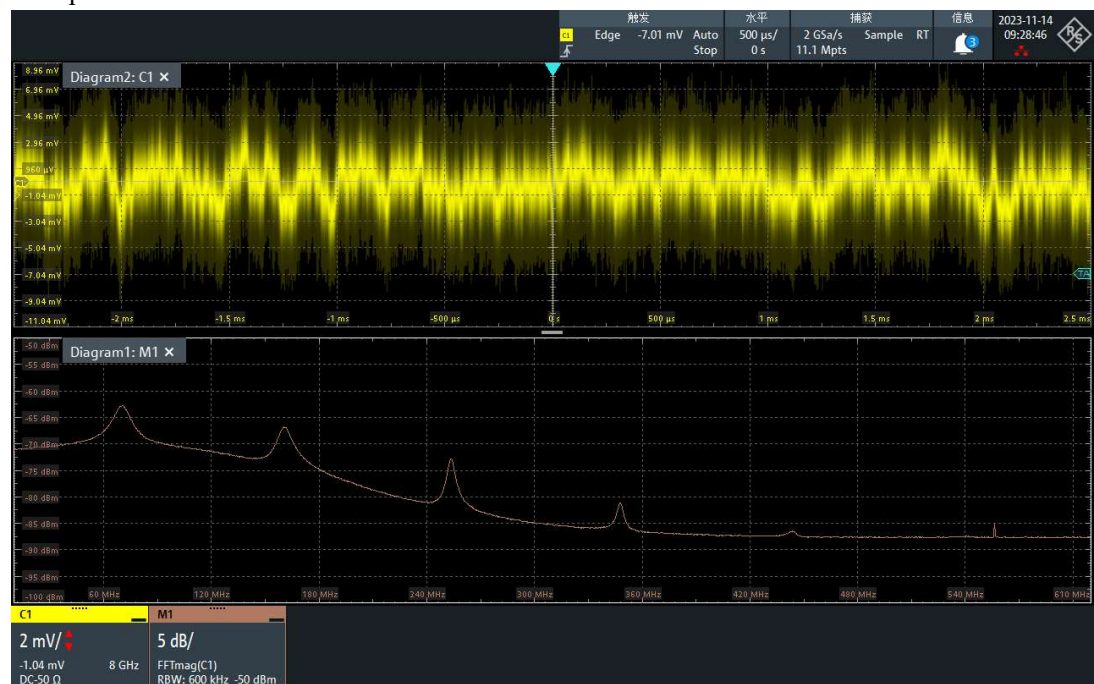 触发 水平 捕获 信息 2023-11-14
C1 Edge -7.01 mV Auto 500 µs/ 2 GSa/s Sample RT 3 09:28:46 R&S
Stop 0 s 11.1 Mpts
Diagram2: C1 ×
8.96 mV
6.96 mV
4.96 mV
2.96 mV
960 µV
C1
-1.04 mV
-3.04 mV
-5.04 mV
-7.04 mV
TA
-9.04 mV
-11.04 mV -2 ms -1.5 ms -1 ms -500 µs 0 s 500 µs 1 ms 1.5 ms 2 ms 2.5 ms
-50 dBm
Diagram1: M1 ×
-55 dBm
-60 dBm
-65 dBm
-70 dBm
-75 dBm
-80 dBm
-85 dBm
-90 dBm
-95 dBm
-100 dBm 60 MHz 120 MHz 180 MHz 240 MHz 300 MHz 360 MHz 420 MHz 480 MHz 540 MHz 610 MHz
C1 M1
2 mV/ 5 dB/
-1.04 mV 8 GHz FFTmag(C1)
DC-50 Ω RBW: 600 kHz -50 dBm